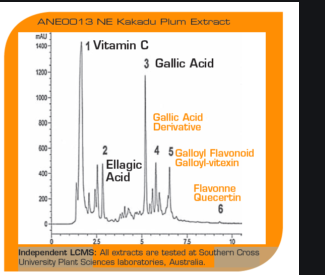 ANE0013 NE Kakadu Plum Extract
mAU
1400
1 Vitamin C
1200
3 Gallic Acid
1000
Gallic Acid
Derivative
800
600
2
4
5 Galloyl Flavonoid
Galloyl-vitexin
Ellagic
Acid
400
Flavonne
Quecertin
200
6
0
0
2.5
5
7.5
10
Independent LCMS: All extracts are tested at Southern Cross
University Plant Sciences laboratories, Australia.